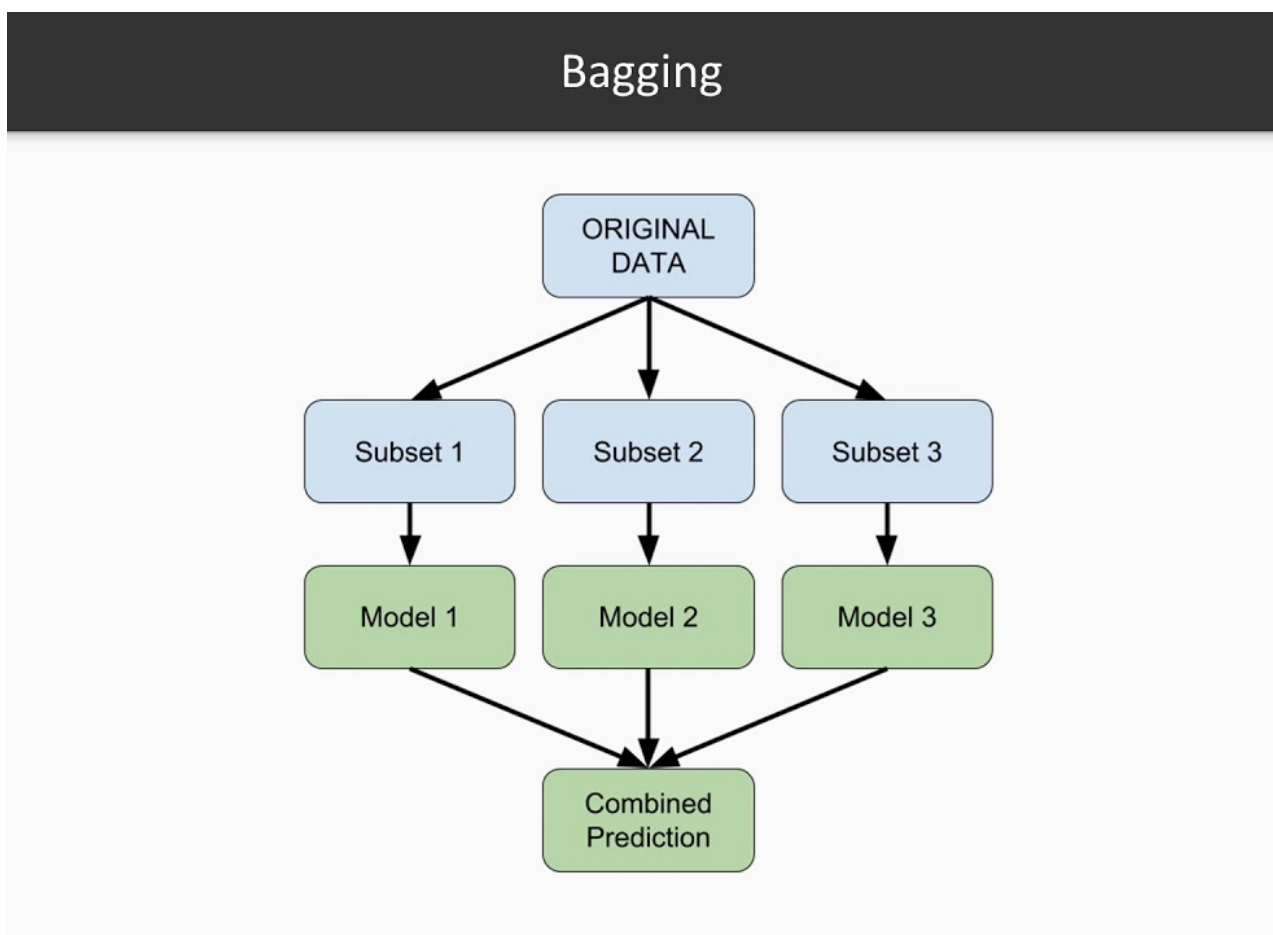 Bagging
ORIGINAL
DATA
Subset 1
Subset 2
Subset 3
Model 1
Model 2
Model 3
Combined
Prediction